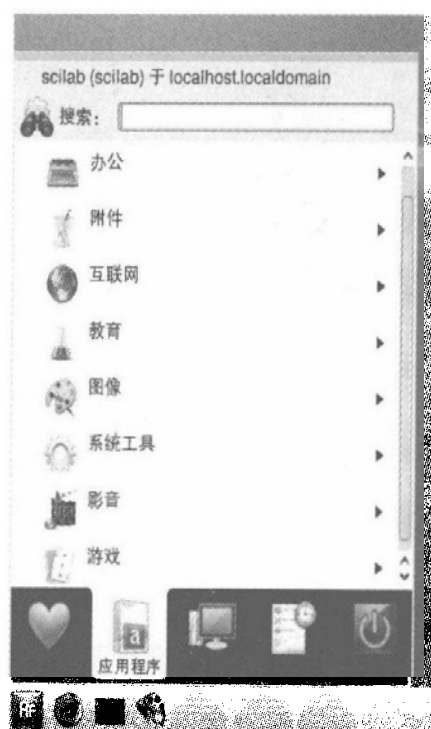 scilab (scilab) 于 localhost.localdomain
搜索：
办公
附件
互联网
教育
图像
系统工具
影音
游戏
a
应用程序